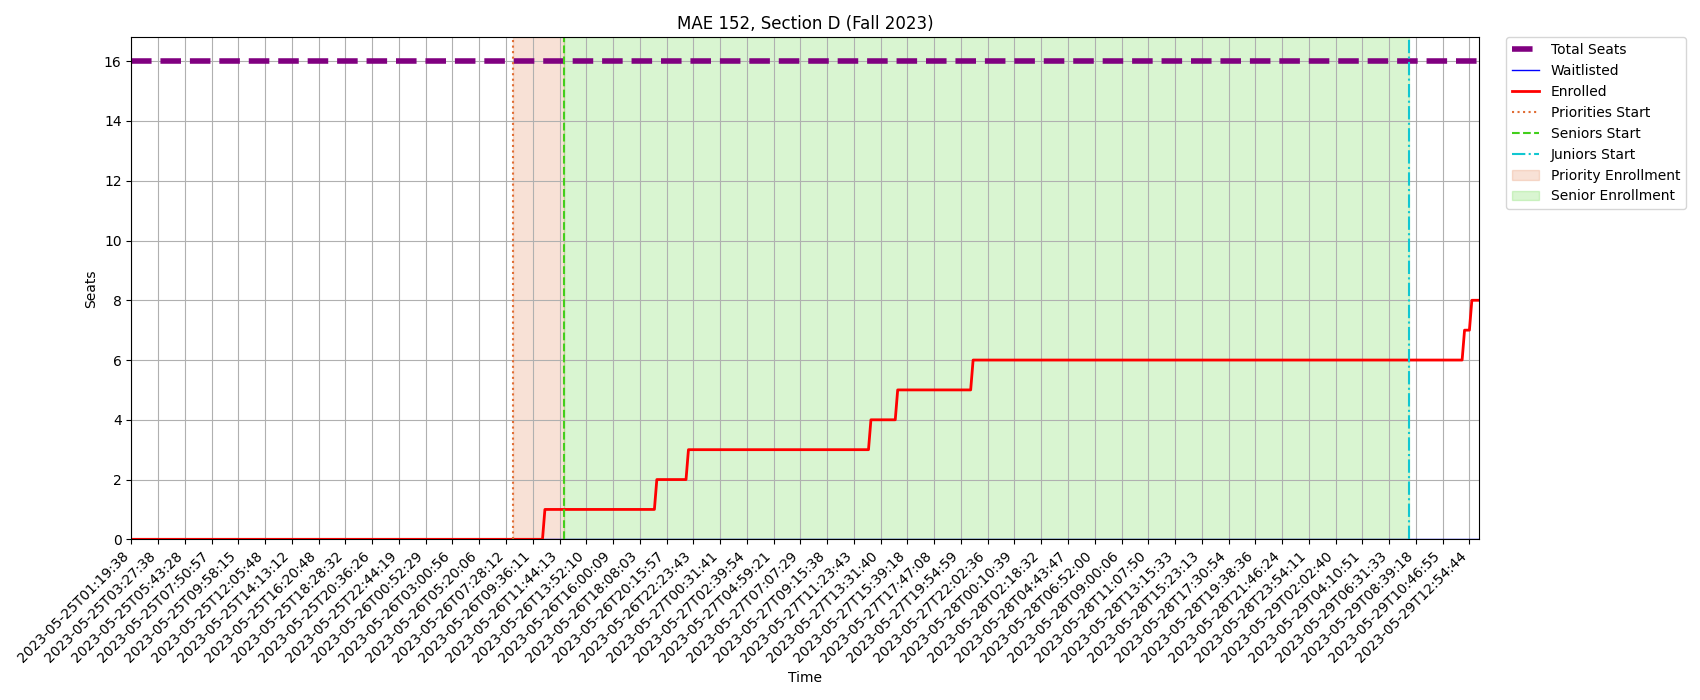 MAE 152, Section D (Fall 2023)
Total Seats
Waitlisted
Enrolled
Priorities Start
Seniors Start
Juniors Start
Priority Enrollment
Senior Enrollment
Seats
16
14
12
10
8
6
4
2
0
2023-05-25T01:19:38
2023-05-25T03:27:38
2023-05-25T05:43:28
2023-05-25T07:50:57
2023-05-25T09:58:15
2023-05-25T12:05:48
2023-05-25T14:13:12
2023-05-25T16:20:48
2023-05-25T18:28:32
2023-05-25T20:36:26
2023-05-25T22:44:19
2023-05-26T00:52:29
2023-05-26T03:00:56
2023-05-26T05:20:06
2023-05-26T07:28:12
2023-05-26T09:36:11
2023-05-26T11:44:13
2023-05-26T13:52:10
2023-05-26T16:00:09
2023-05-26T18:08:03
2023-05-26T20:15:57
2023-05-26T22:23:43
2023-05-27T00:31:41
2023-05-27T02:39:54
2023-05-27T04:59:21
2023-05-27T07:07:29
2023-05-27T09:15:38
2023-05-27T11:23:43
2023-05-27T13:31:40
2023-05-27T15:39:18
2023-05-27T17:47:08
2023-05-27T19:54:59
2023-05-27T22:02:36
2023-05-28T00:10:39
2023-05-28T02:18:32
2023-05-28T04:43:47
2023-05-28T06:52:00
2023-05-28T09:00:06
2023-05-28T11:07:50
2023-05-28T13:15:33
2023-05-28T15:23:13
2023-05-28T17:30:54
2023-05-28T19:38:36
2023-05-28T21:46:24
2023-05-28T23:54:11
2023-05-29T02:02:40
2023-05-29T04:10:51
2023-05-29T06:31:33
2023-05-29T08:39:18
2023-05-29T10:46:55
2023-05-29T12:54:44
Time